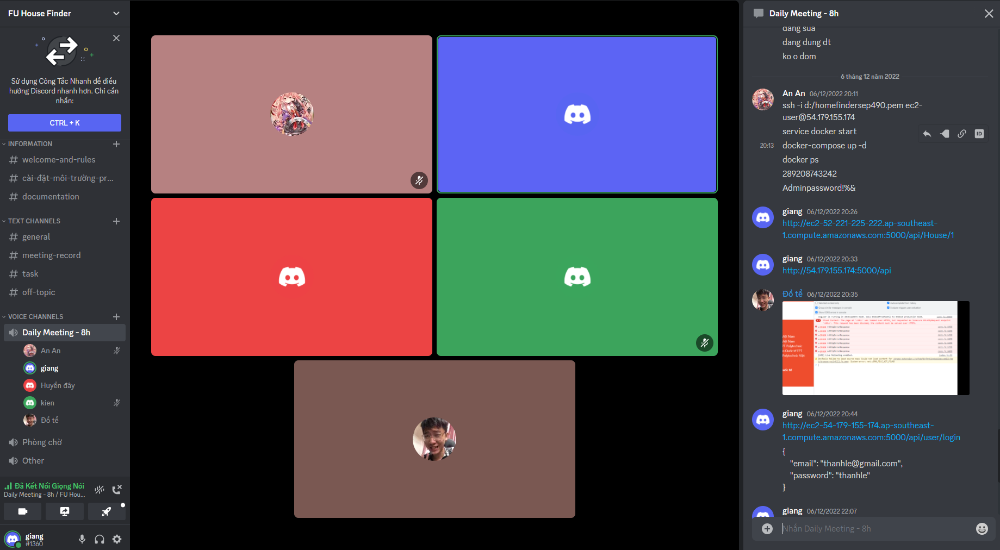 FU House Finder
Sử dụng Công Tắc Nhanh để điều
hướng Discord nhanh hơn. Chỉ cần
nhấn:
CTRL + K
INFORMATION
welcome-and-rules
cài-đặt-môi-trường-pr...
documentation
TEXT CHANNELS
general
meeting-record
task
off-topic
VOICE CHANNELS
Daily Meeting - 8h
An An
giang
Huyền đây
kien
Đồ tể
Phòng chờ
Other
Đã Kết Nối Giọng Nói
Daily Meeting - 8h / FU Hou...
giang
#1360
Daily Meeting - 8h
dang sua
dang dung dt
ko o dom
6 tháng 12 năm 2022
An An 06/12/2022 20:11
ssh -i d:/homefindersep490.pem ec2-
user@54.179.155.174
service docker start
ID
20:13 docker-compose up -d
docker ps
289208743242
Adminpassword!%&
giang 06/12/2022 20:26
http://ec2-52-221-225-222.ap-southeast-
1.compute.amazonaws.com:5000/api/House/1
giang 06/12/2022 20:33
http://54.179.155.174:5000/api
Đồ tể 06/12/2022 20:35
giang 06/12/2022 20:44
http://ec2-54-179-155-174.ap-southeast-
1.compute.amazonaws.com:5000/api/user/login
{
"email": "thanhle@gmail.com",
"password": "thanhle"
}
giang 06/12/2022 22:07
Nhắn Daily Meeting - 8h